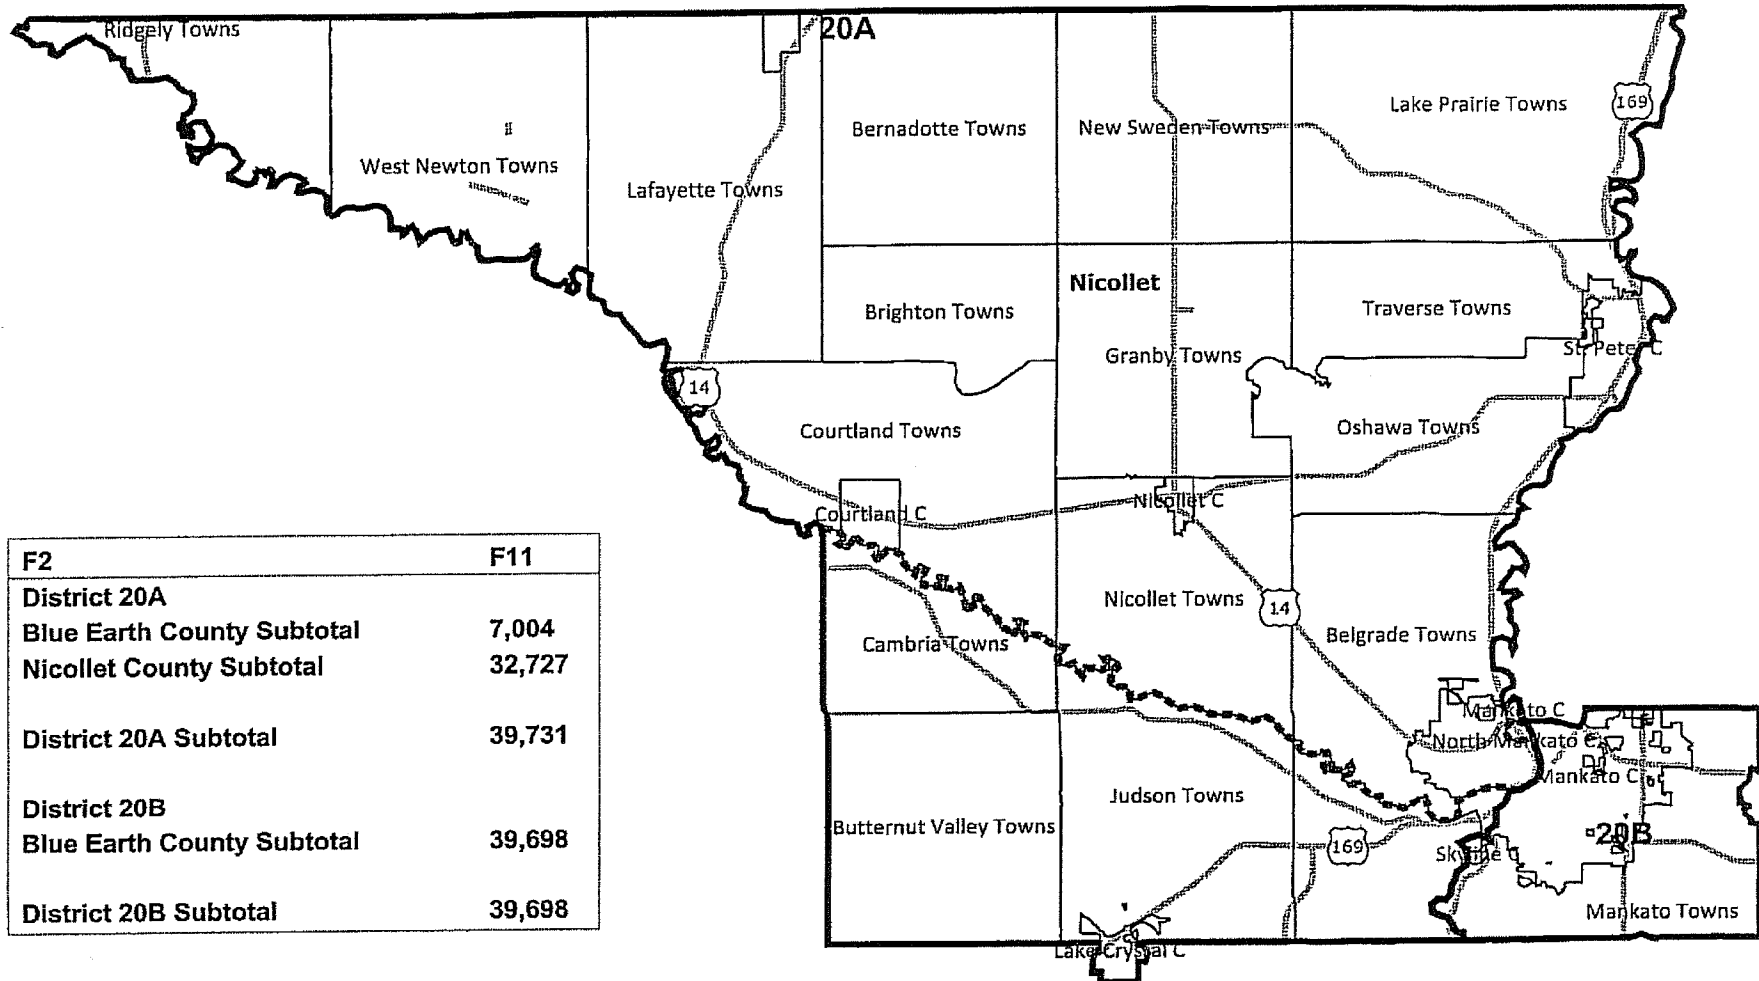 Ridgely Towns
20A
Lake Prairie Towns
169
Bernadotte Towns
New Sweden Towns
West Newton Towns
Lafayette Towns
Nicollet
Brighton Towns
Traverse Towns
Granby Towns
St. Peter C
14
Courtland Towns
Oshawa Towns
Nicollet C
Courtland C
Nicollet Towns
14
Belgrade Towns
Cambria Towns
Mankato C
North Mankato C
Mankato C
Judson Towns
Butternut Valley Towns
20B
169
Skyline C
Mankato Towns
Lake Crystal C
F2 F11
District 20A
Blue Earth County Subtotal 7,004
Nicollet County Subtotal 32,727
District 20A Subtotal 39,731
District 20B
Blue Earth County Subtotal 39,698
District 20B Subtotal 39,698